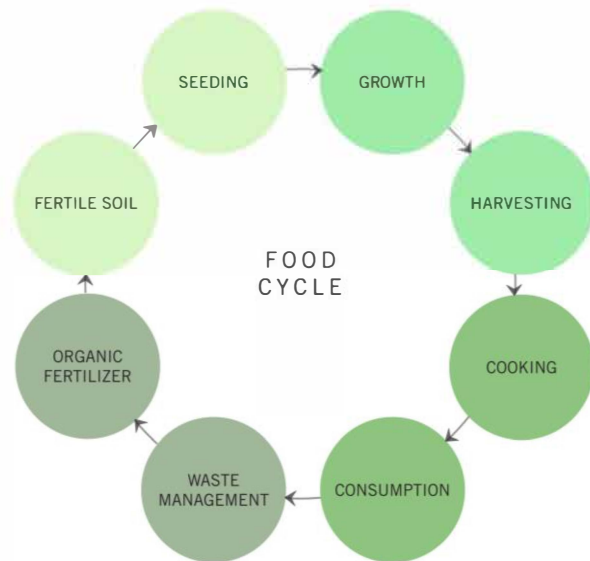 SEEDING
GROWTH
FERTILE SOIL
HARVESTING
FOOD
CYCLE
ORGANIC
FERTILIZER
COOKING
WASTE
MANAGEMENT
CONSUMPTION